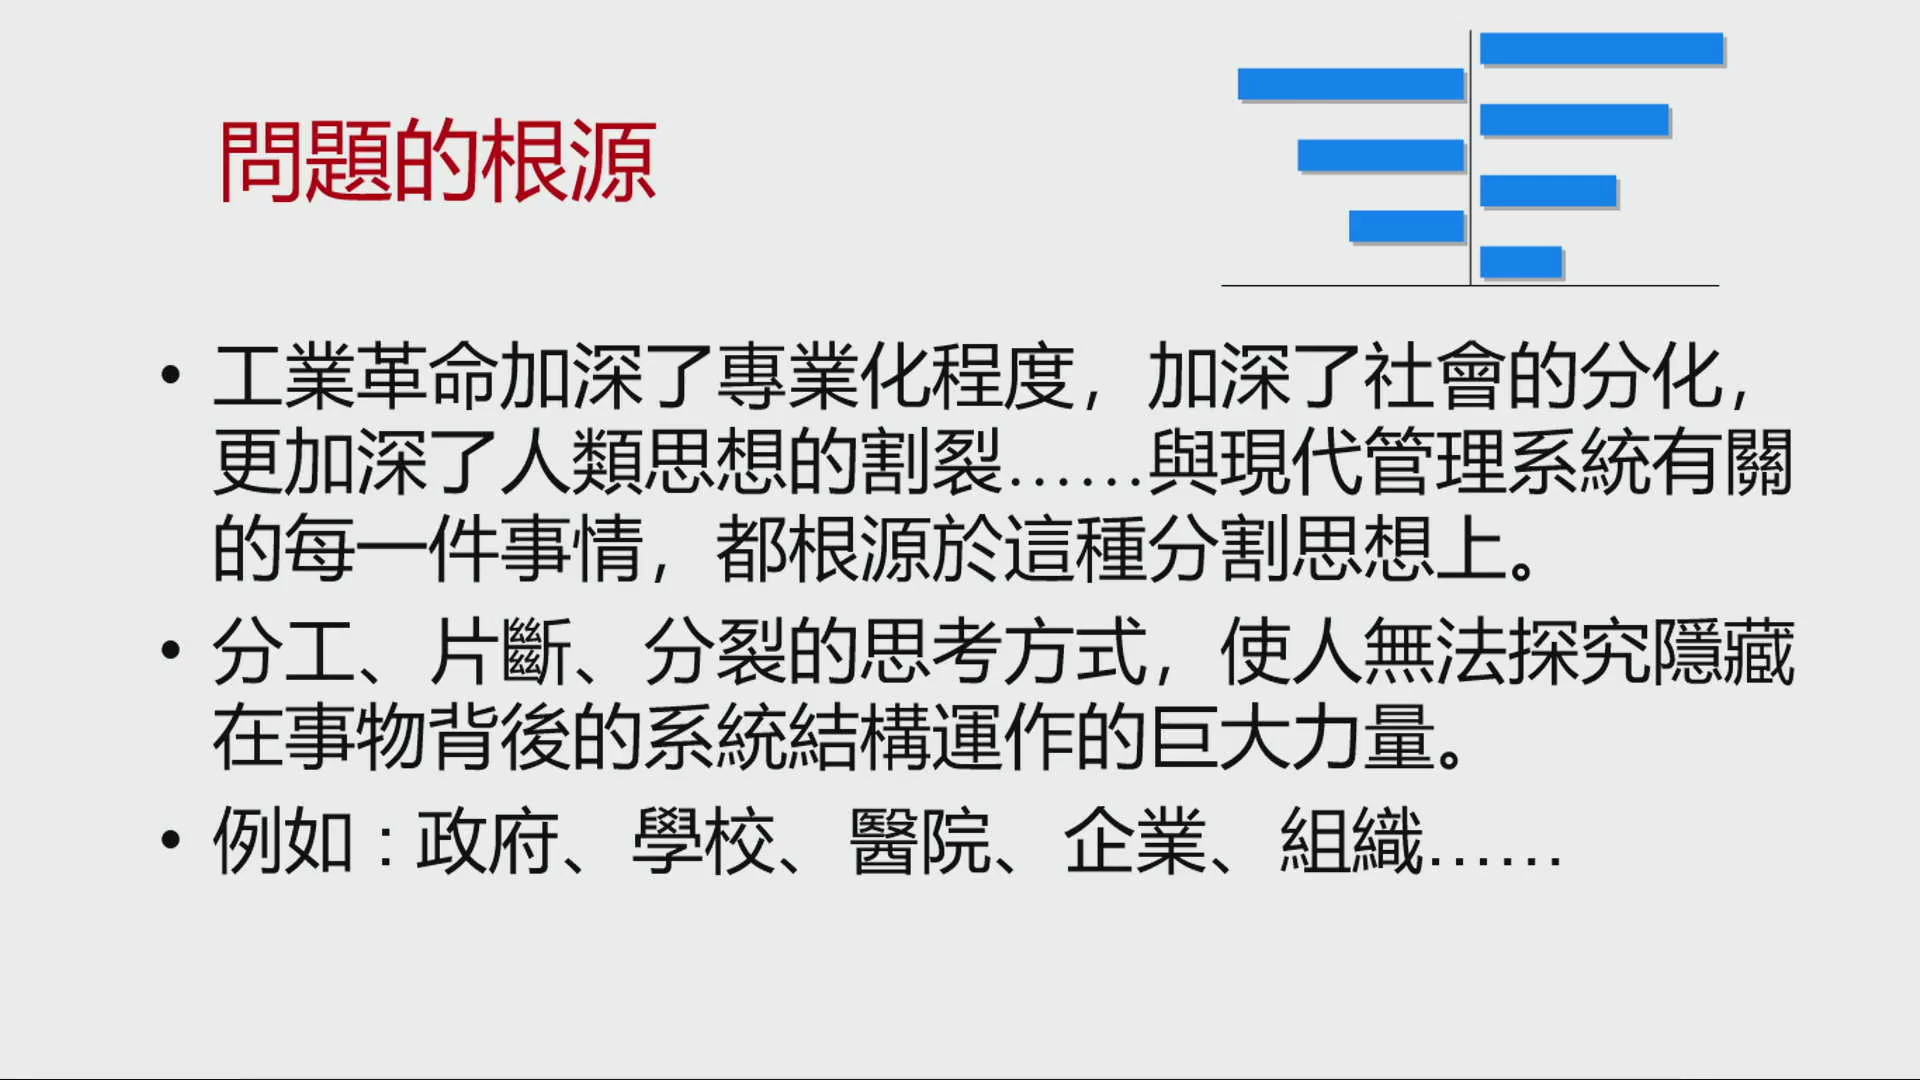 問題的根源
• 工業革命加深了專業化程度，加深了社會的分化，
更加深了人類思想的割裂……與現代管理系統有關
的每一件事情，都根源於這種分割思想上。
• 分工、片斷、分裂的思考方式，使人無法探究隱藏
在事物背後的系統結構運作的巨大力量。
• 例如：政府、學校、醫院、企業、組織……